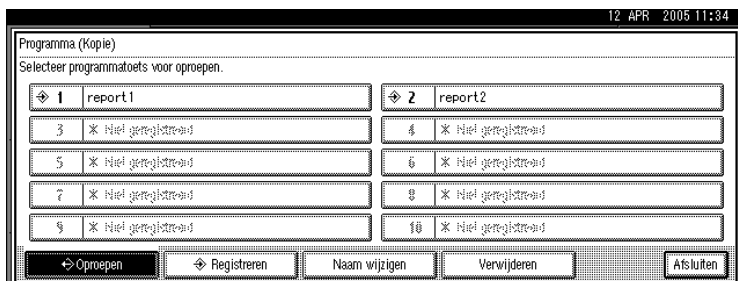 12 APR 2005 11:34
Programma (Kopie)
Selecteer programmatoets voor oproepen.
1 report1
2 report2
3 * Niet geregistreerd
4 * Niet geregistreerd
5 * Niet geregistreerd
6 * Niet geregistreerd
7 * Niet geregistreerd
8 * Niet geregistreerd
9 * Niet geregistreerd
10 * Niet geregistreerd
Oproepen Registreren Naam wijzigen Verwijderen Afsluiten